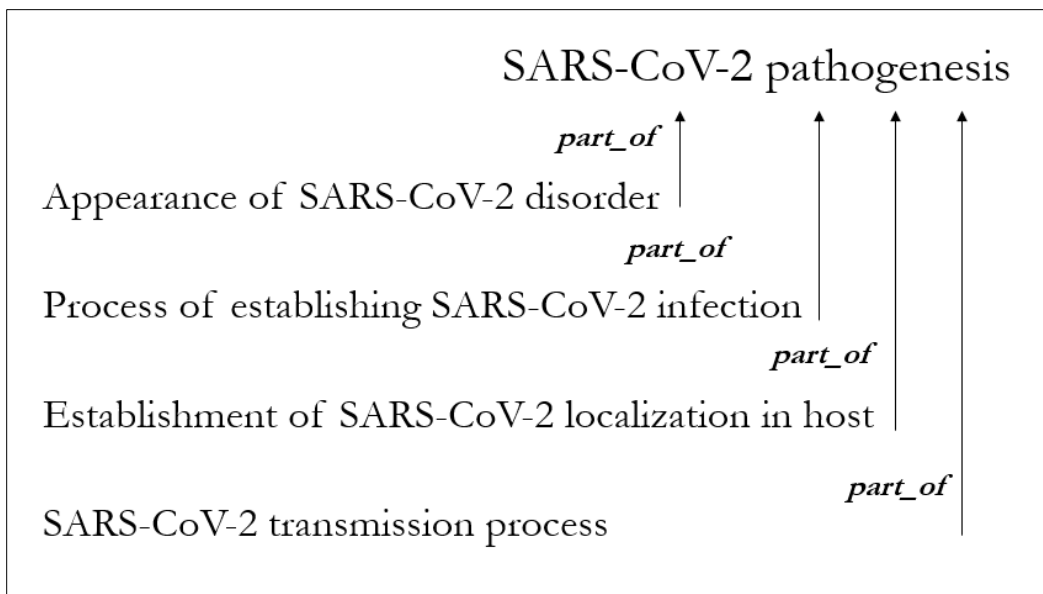 SARS-CoV-2 pathogenesis
part_of
Appearance of SARS-CoV-2 disorder
part_of
Process of establishing SARS-CoV-2 infection
part_of
Establishment of SARS-CoV-2 localization in host
part_of
SARS-CoV-2 transmission process